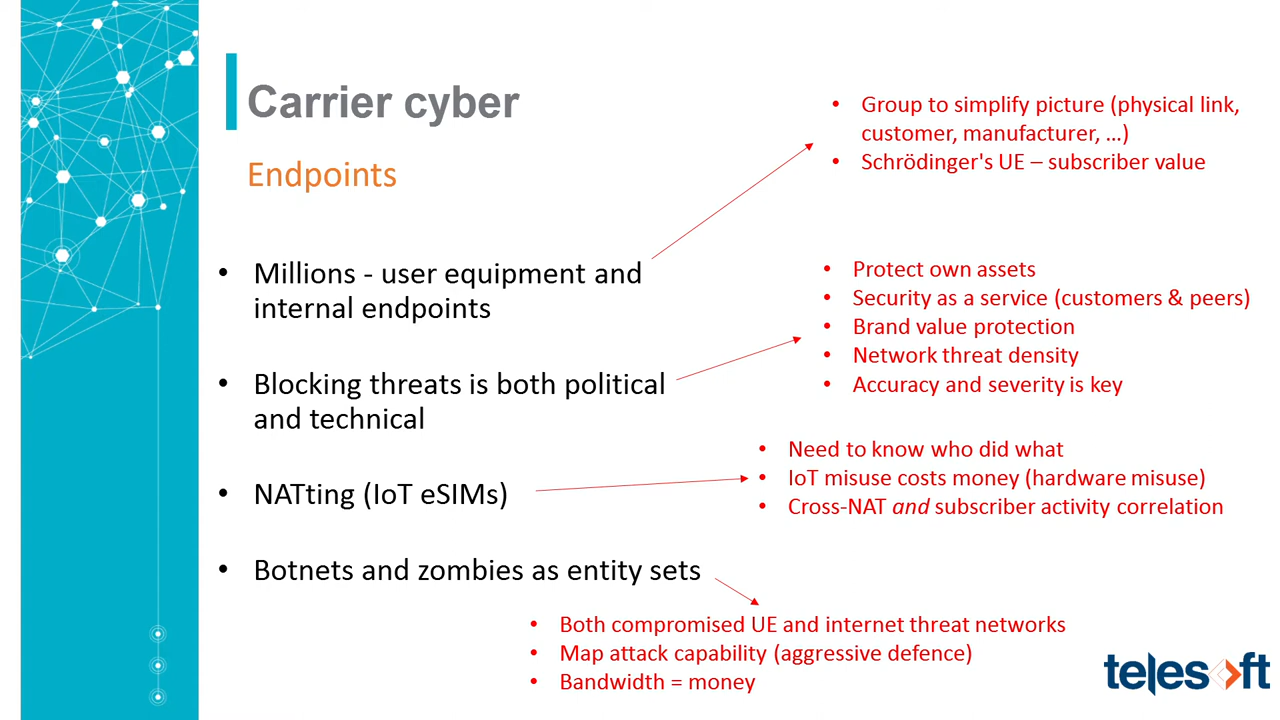 Carrier cyber
Endpoints
• Millions - user equipment and
internal endpoints
• Blocking threats is both political
and technical
• NATting (IoT eSIMs)
• Botnets and zombies as entity sets
• Group to simplify picture (physical link,
customer, manufacturer, …)
• Schrödinger's UE – subscriber value
• Protect own assets
• Security as a service (customers & peers)
• Brand value protection
• Network threat density
• Accuracy and severity is key
• Need to know who did what
• IoT misuse costs money (hardware misuse)
• Cross-NAT and subscriber activity correlation
• Both compromised UE and internet threat networks
• Map attack capability (aggressive defence)
• Bandwidth = money
telesoft